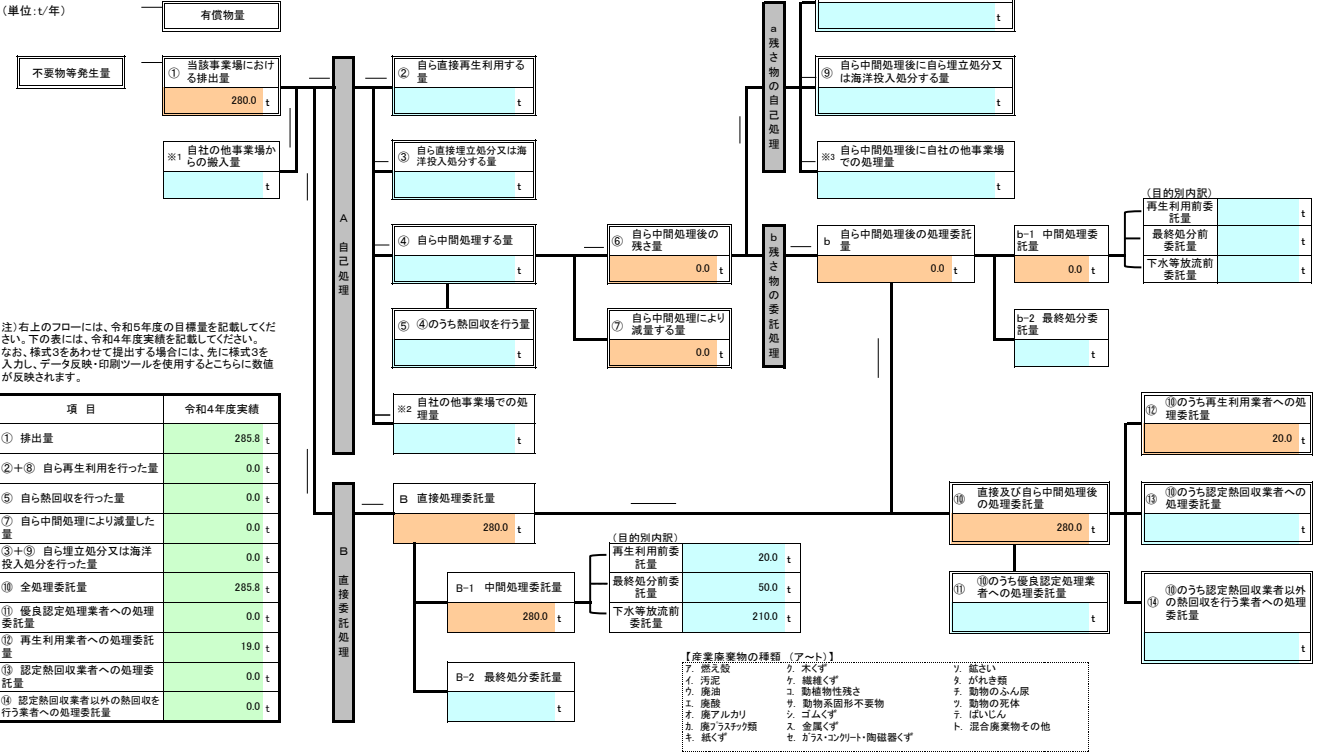 (単位:t/年)
有償物量
t
不要物等発生量
① 当該事業場におけ
る排出量
280.0 t
※1 自社の他事業場か
らの搬入量
t
A
自
己
処
理
② 自ら直接再生利用する
量
t
③ 自ら直接埋立処分又は海
洋投入処分する量
t
④ 自ら中間処理する量
t
⑤ ④のうち熱回収を行う量
t
※2 自社の他事業場での処
理量
t
⑥ 自ら中間処理後の
残さ量
0.0 t
⑦ 自ら中間処理により
減量する量
0.0 t
a
残
さ
物
の
自
己
処
理
⑨ 自ら中間処理後に自ら埋立処分又
は海洋投入処分する量
t
※3 自ら中間処理後に自社の他事業場
での処理量
t
b
残
さ
物
の
委
託
処
理
b 自ら中間処理後の処理委託
量
0.0 t
b-1 中間処理委
託量
0.0 t
b-2 最終処分委
託量
t
(目的別内訳)
再生利用前委
託量
t
最終処分前
委託量
t
下水等放流前
委託量
t
注)右上のフローには、令和5年度の目標量を記載してくだ
さい。下の表には、令和4年度実績を記載してください。
なお、様式3をあわせて提出する場合には、先に様式3を
入力し、データ反映・印刷ツールを使用するとこちらに数値
が反映されます。
項 目 令和4年度実績
① 排出量 285.8 t
②+⑧ 自ら再生利用を行った量 0.0 t
⑤ 自ら熱回収を行った量 0.0 t
⑦ 自ら中間処理により減量した
量 0.0 t
③+⑨ 自ら埋立処分又は海洋
投入処分を行った量 0.0 t
⑩ 全処理委託量 285.8 t
⑪ 優良認定処理業者への処理
委託量 0.0 t
⑫ 再生利用業者への処理委託
量 19.0 t
⑬ 認定熱回収業者への処理委
託量 0.0 t
⑭ 認定熱回収業者以外の熱回収を
行う業者への処理委託量 0.0 t
B
直
接
委
託
処
理
B 直接処理委託量
280.0 t
B-1 中間処理委託量
280.0 t
B-2 最終処分委託量
t
(目的別内訳)
再生利用前委
託量
20.0 t
最終処分前委
託量
50.0 t
下水等放流前
委託量
210.0 t
⑩ 直接及び自ら中間処理後
の処理委託量
280.0 t
⑪ ⑩のうち優良認定処理業
者への処理委託量
t
⑫ ⑩のうち再生利用業者への処
理委託量
20.0 t
⑬ ⑩のうち認定熱回収業者への
処理委託量
t
⑭ ⑩のうち認定熱回収業者以外
の熱回収を行う業者への処理
委託量
t
【産業廃棄物の種類 (ア~ト)】
ア. 燃え殻
イ. 汚泥
ウ. 廃油
エ. 廃酸
オ. 廃アルカリ
カ. 廃プラスチック類
キ. 紙くず
ク. 木くず
ケ. 繊維くず
コ. 動植物性残さ
サ. 動物系固形不要物
シ. ゴムくず
ス. 金属くず
セ. ガラス・コンクリート・陶磁器くず
ソ. 鉱さい
タ. がれき類
チ. 動物のふん尿
ツ. 動物の死体
テ. ばいじん
ト. 混合廃棄物その他